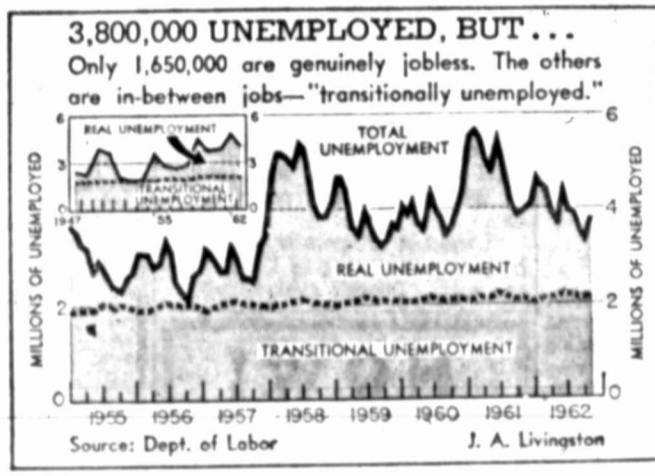 3,800,000 UNEMPLOYED, BUT...
Only 1,650,000 are genuinely jobless. The others
are in-between jobs—"transitionally unemployed."
MILLIONS OF UNEMPLOYED
6
3
0
REAL UNEMPLOYMENT
TRANSITIONAL
UNEMPLOYMENT
6
3
0
1947
'55
'62
TOTAL
UNEMPLOYMENT
REAL UNEMPLOYMENT
TRANSITIONAL UNEMPLOYMENT
2
0
6
4
2
0
MILLIONS OF UNEMPLOYED
1955 1956 1957 1958 1959 1960 1961 1962
Source: Dept. of Labor
J. A. Livingston